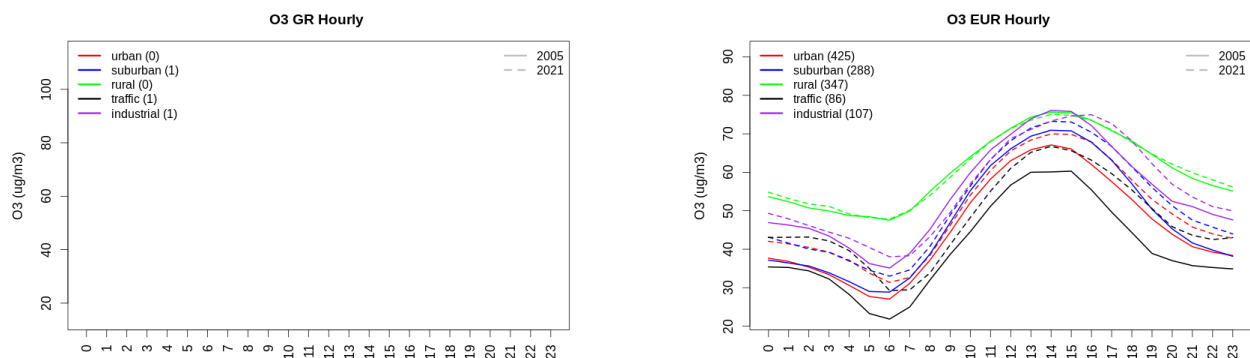 O3 GR Hourly
O3 (ug/m3)
100
80
60
40
20
urban (0)
suburban (1)
rural (0)
traffic (1)
industrial (1)
2005
2021
0 1 2 3 4 5 6 7 8 9 10 11 12 13 14 15 16 17 18 19 20 21 22 23
O3 EUR Hourly
O3 (ug/m3)
90
80
70
60
50
40
30
20
urban (425)
suburban (288)
rural (347)
traffic (86)
industrial (107)
2005
2021
0 1 2 3 4 5 6 7 8 9 10 11 12 13 14 15 16 17 18 19 20 21 22 23